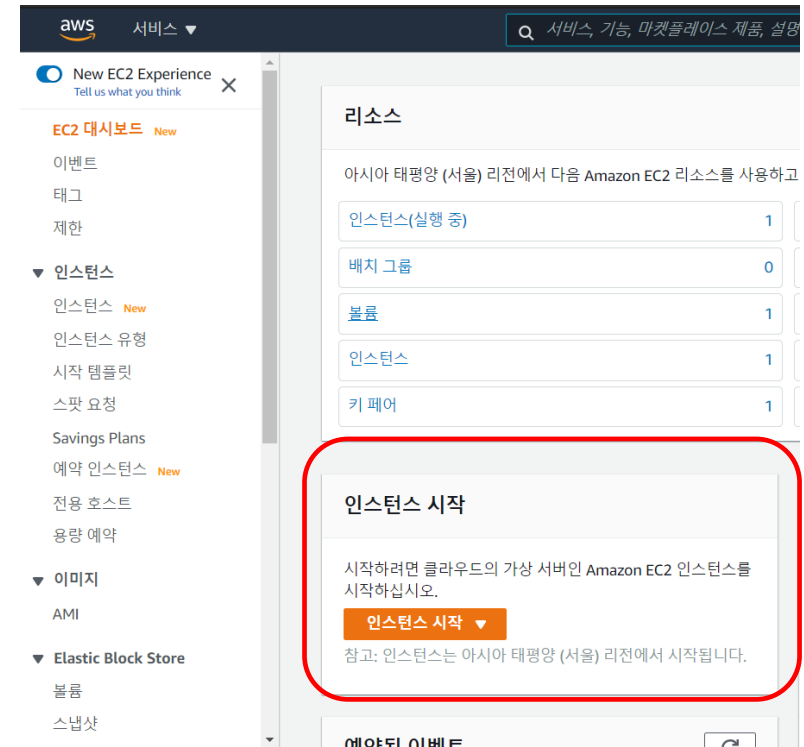 aws 서비스 ▼
서비스, 기능, 마켓플레이스 제품, 설명
New EC2 Experience
Tell us what you think
EC2 대시보드 New
이벤트
태그
제한
▼ 인스턴스
인스턴스 New
인스턴스 유형
시작 템플릿
스팟 요청
Savings Plans
예약 인스턴스 New
전용 호스트
용량 예약
▼ 이미지
AMI
▼ Elastic Block Store
볼륨
스냅샷
리소스
아시아 태평양 (서울) 리전에서 다음 Amazon EC2 리소스를 사용하고
인스턴스(실행 중) 1
배치 그룹 0
볼륨 1
인스턴스 1
키 페어 1
인스턴스 시작
시작하려면 클라우드의 가상 서버인 Amazon EC2 인스턴스를
시작하십시오.
인스턴스 시작 ▼
참고: 인스턴스는 아시아 태평양 (서울) 리전에서 시작됩니다.
예약된 이벤트